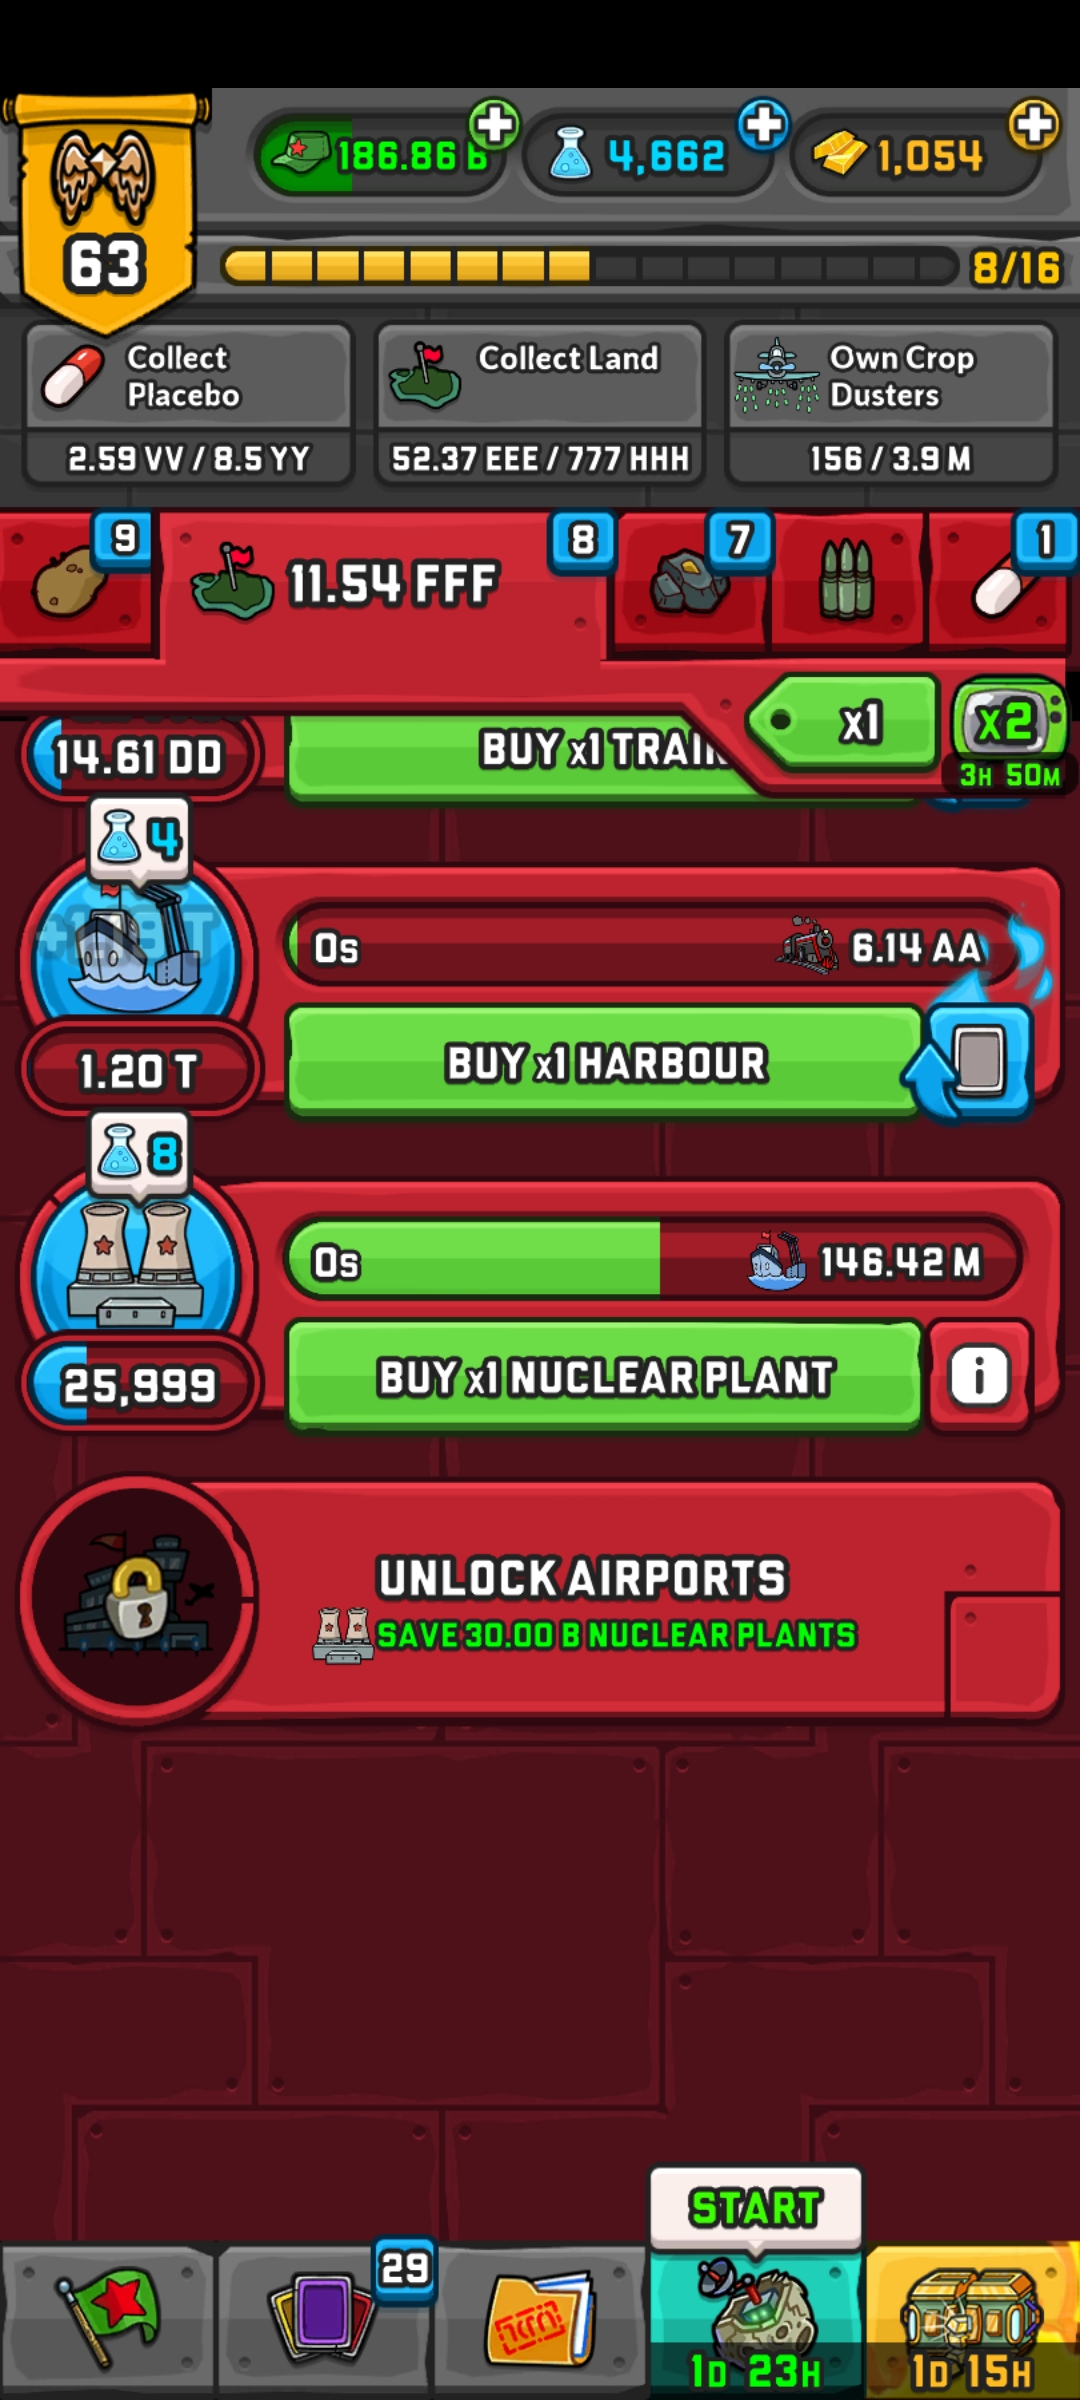 186.86 B
4,662
1,054
63
8/16
Collect
Placebo
Collect Land
Own Crop
Dusters
2.59 VV / 8.5 YY
52.37 EEE / 777 HHH
156 / 3.9 M
9
11.54 FFF
8
7
1
x1
x2
3H 50M
14.61 DD
BUY x1 TRAIN
4
0s
6.14 AA
BUY x1 HARBOUR
1.20 T
8
0s
146.42 M
BUY x1 NUCLEAR PLANT
i
25,999
UNLOCK AIRPORTS
SAVE 30.00 B NUCLEAR PLANTS
START
29
1D 23H
1D 15H